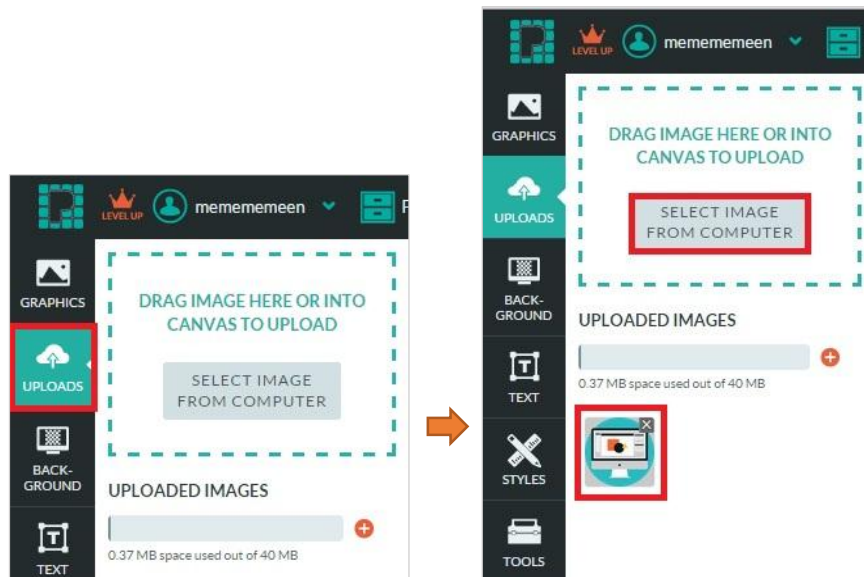 LEVEL UP
memememeen
GRAPHICS
UPLOADS
BACK-
GROUND
TEXT
DRAG IMAGE HERE OR INTO
CANVAS TO UPLOAD
SELECT IMAGE
FROM COMPUTER
UPLOADED IMAGES
0.37 MB space used out of 40 MB
LEVEL UP
memememeen
GRAPHICS
UPLOADS
BACK-
GROUND
TEXT
STYLES
TOOLS
DRAG IMAGE HERE OR INTO
CANVAS TO UPLOAD
SELECT IMAGE
FROM COMPUTER
UPLOADED IMAGES
0.37 MB space used out of 40 MB